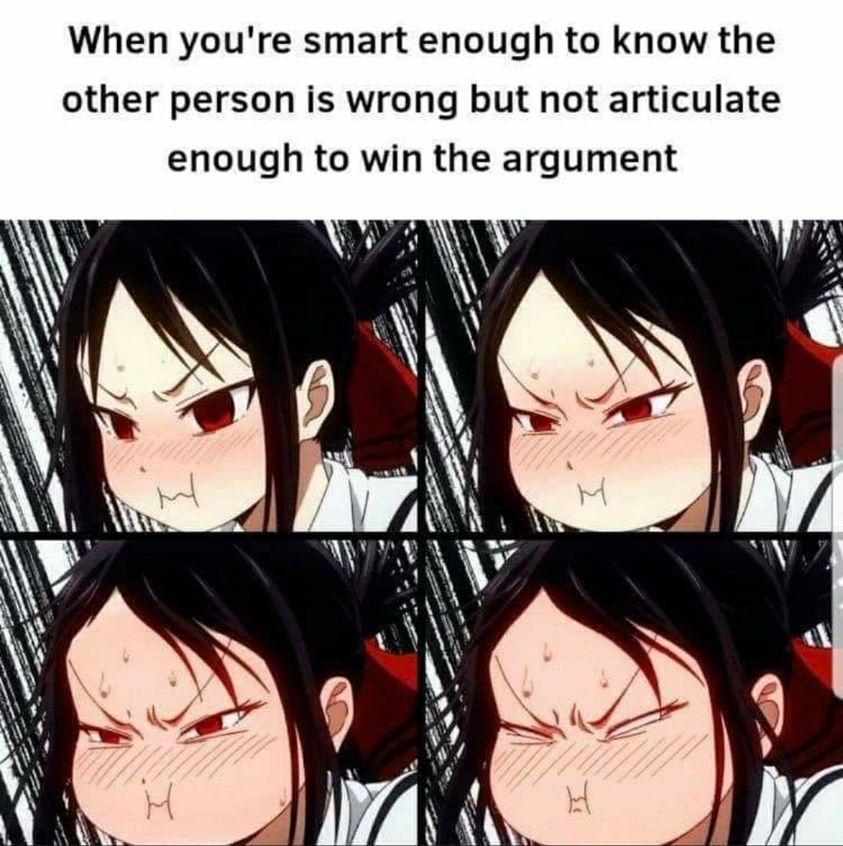 When you're smart enough to know the
other person is wrong but not articulate
enough to win the argument